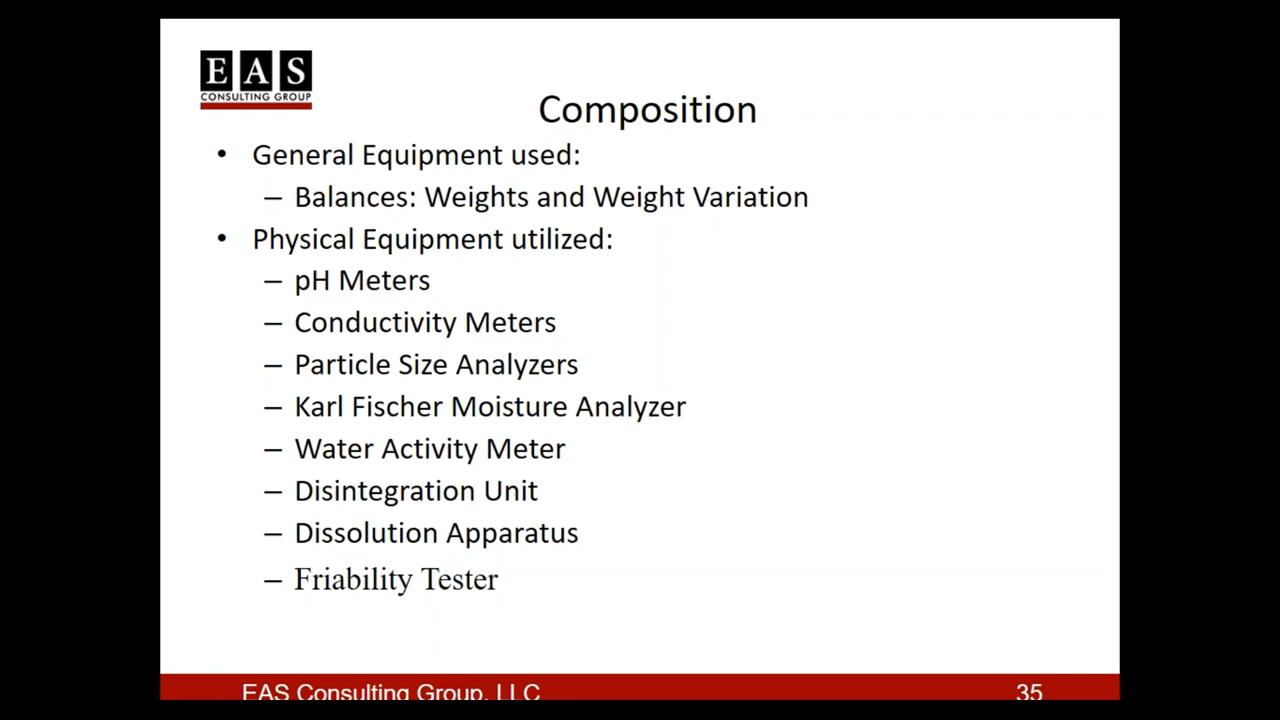 EAS
CONSULTING GROUP
Composition
• General Equipment used:
– Balances: Weights and Weight Variation
• Physical Equipment utilized:
– pH Meters
– Conductivity Meters
– Particle Size Analyzers
– Karl Fischer Moisture Analyzer
– Water Activity Meter
– Disintegration Unit
– Dissolution Apparatus
– Friability Tester
EAS Consulting Group, LLC
35